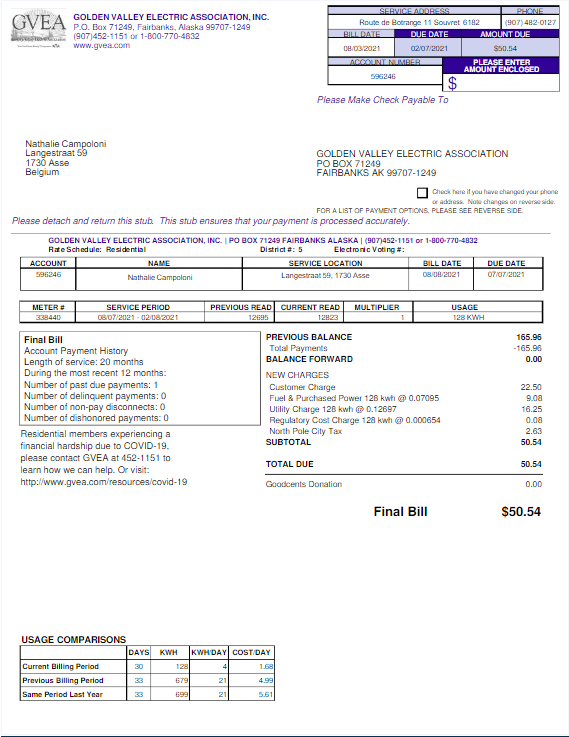 GVEA
GOLDEN VALLEY ELECTRIC ASSOCIATION, INC.
P.O. Box 71249, Fairbanks, Alaska 99707-1249
(907)452-1151 or 1-800-770-4832
www.gvea.com
SERVICE ADDRESS PHONE
Route de Botrange 11 Souvret 6182 (907) 482-0127
BILL DATE DUE DATE AMOUNT DUE
08/03/2021 02/07/2021 $50.54
ACCOUNT NUMBER PLEASE ENTER AMOUNT ENCLOSED
596246 $
Please Make Check Payable To
Nathalie Campoloni
Langestraat 59
1730 Asse
Belgium
GOLDEN VALLEY ELECTRIC ASSOCIATION
PO BOX 71249
FAIRBANKS AK 99707-1249
Check here if you have changed your phone
or address. Note changes on reverse side.
FOR A LIST OF PAYMENT OPTIONS, PLEASE SEE REVERSE SIDE.
Please detach and return this stub. This stub ensures that your payment is processed accurately.
GOLDEN VALLEY ELECTRIC ASSOCIATION, INC. | PO BOX 71249 FAIRBANKS ALASKA | (907)452-1151 or 1-800-770-4832
Rate Schedule: Residential District #: 5 Electronic Voting #:
ACCOUNT NAME SERVICE LOCATION BILL DATE DUE DATE
596246 Nathalie Campoloni Langestraat 59, 1730 Asse 08/08/2021 07/07/2021
METER # SERVICE PERIOD PREVIOUS READ CURRENT READ MULTIPLIER USAGE
338440 08/07/2021 - 02/08/2021 12695 12823 1 128 KWH
Final Bill
Account Payment History
Length of service: 20 months
During the most recent 12 months:
Number of past due payments: 1
Number of delinquent payments: 0
Number of non-pay disconnects: 0
Number of dishonored payments: 0
Residential members experiencing a
financial hardship due to COVID-19,
please contact GVEA at 452-1151 to
learn how we can help. Or visit:
http://www.gvea.com/resources/covid-19
PREVIOUS BALANCE 165.96
Total Payments -165.96
BALANCE FORWARD 0.00
NEW CHARGES
Customer Charge 22.50
Fuel & Purchased Power 128 kwh @ 0.07095 9.08
Utility Charge 128 kwh @ 0.12697 16.25
Regulatory Cost Charge 128 kwh @ 0.000654 0.08
North Pole City Tax 2.63
SUBTOTAL 50.54
TOTAL DUE 50.54
Goodcents Donation 0.00
Final Bill $50.54
USAGE COMPARISONS
DAYS KWH KWH/DAY COST/DAY
Current Billing Period 30 128 4 1.68
Previous Billing Period 33 679 21 4.99
Same Period Last Year 33 699 21 5.61